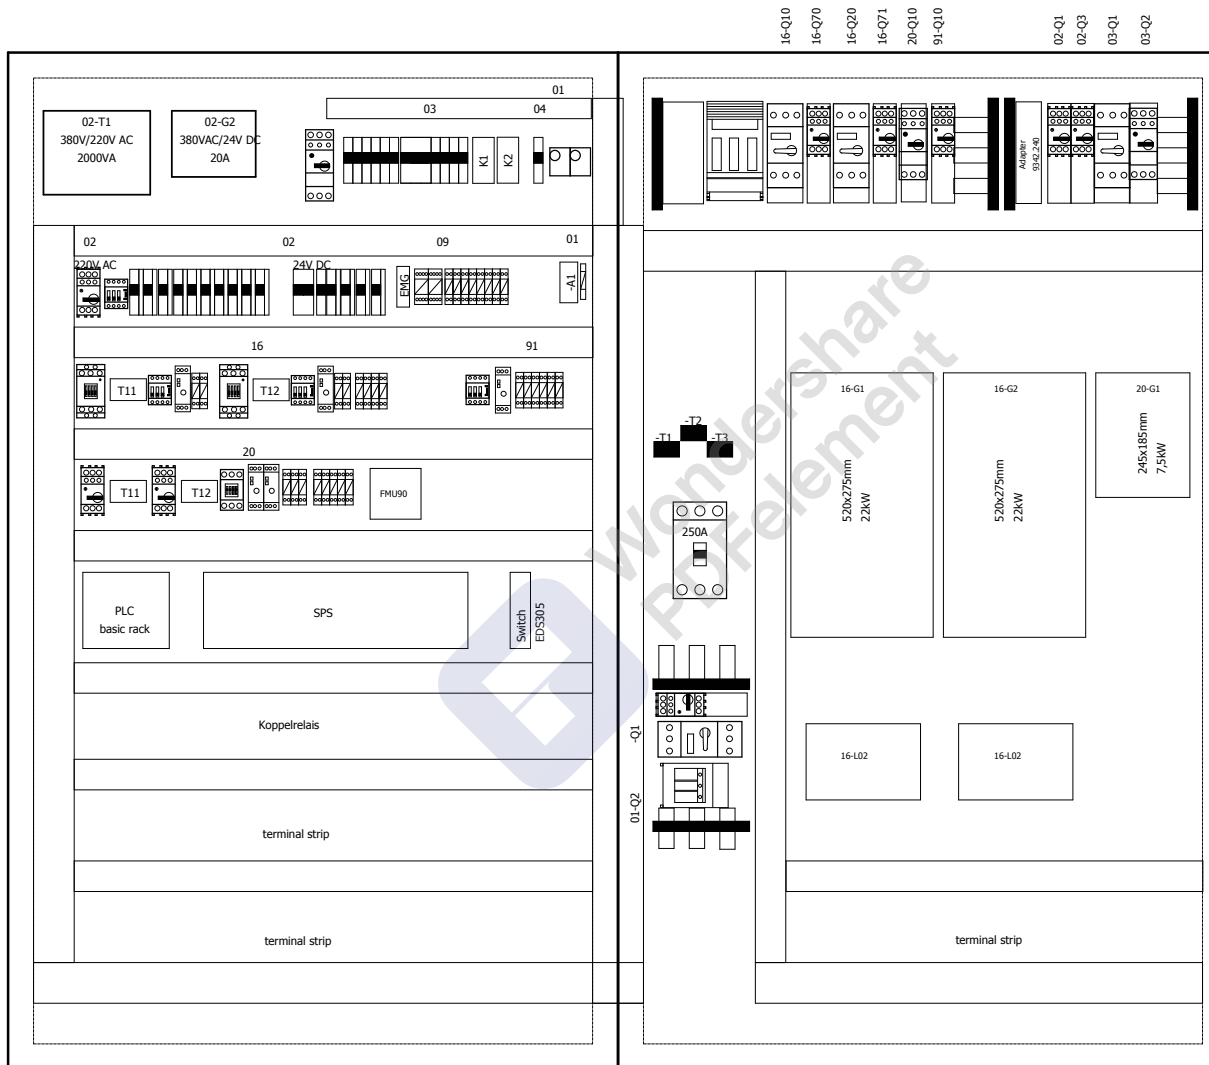 16-Q10
16-Q70
16-Q20
16-Q71
20-Q10
91-Q10
02-Q1
02-Q3
03-Q1
03-Q2
01
03
04
02-T1
380V/220V AC
2000VA
02-G2
380VAC/24V DC
20A
K1
K2
Adapter
9342.240
02
02
09
01
220V AC
24V DC
EMG
-A1
16
91
T11
T12
20
T11
T12
FMU90
PLC
basic rack
SPS
Switch
EDS305
Koppelrelais
terminal strip
terminal strip
-T1
-T2
-T3
250A
-Q1
01-Q2
16-G1
520x275mm
22kW
16-G2
520x275mm
22kW
20-G1
245x185mm
7,5kW
16-L02
16-L02
terminal strip
Wondershare
PDFelement